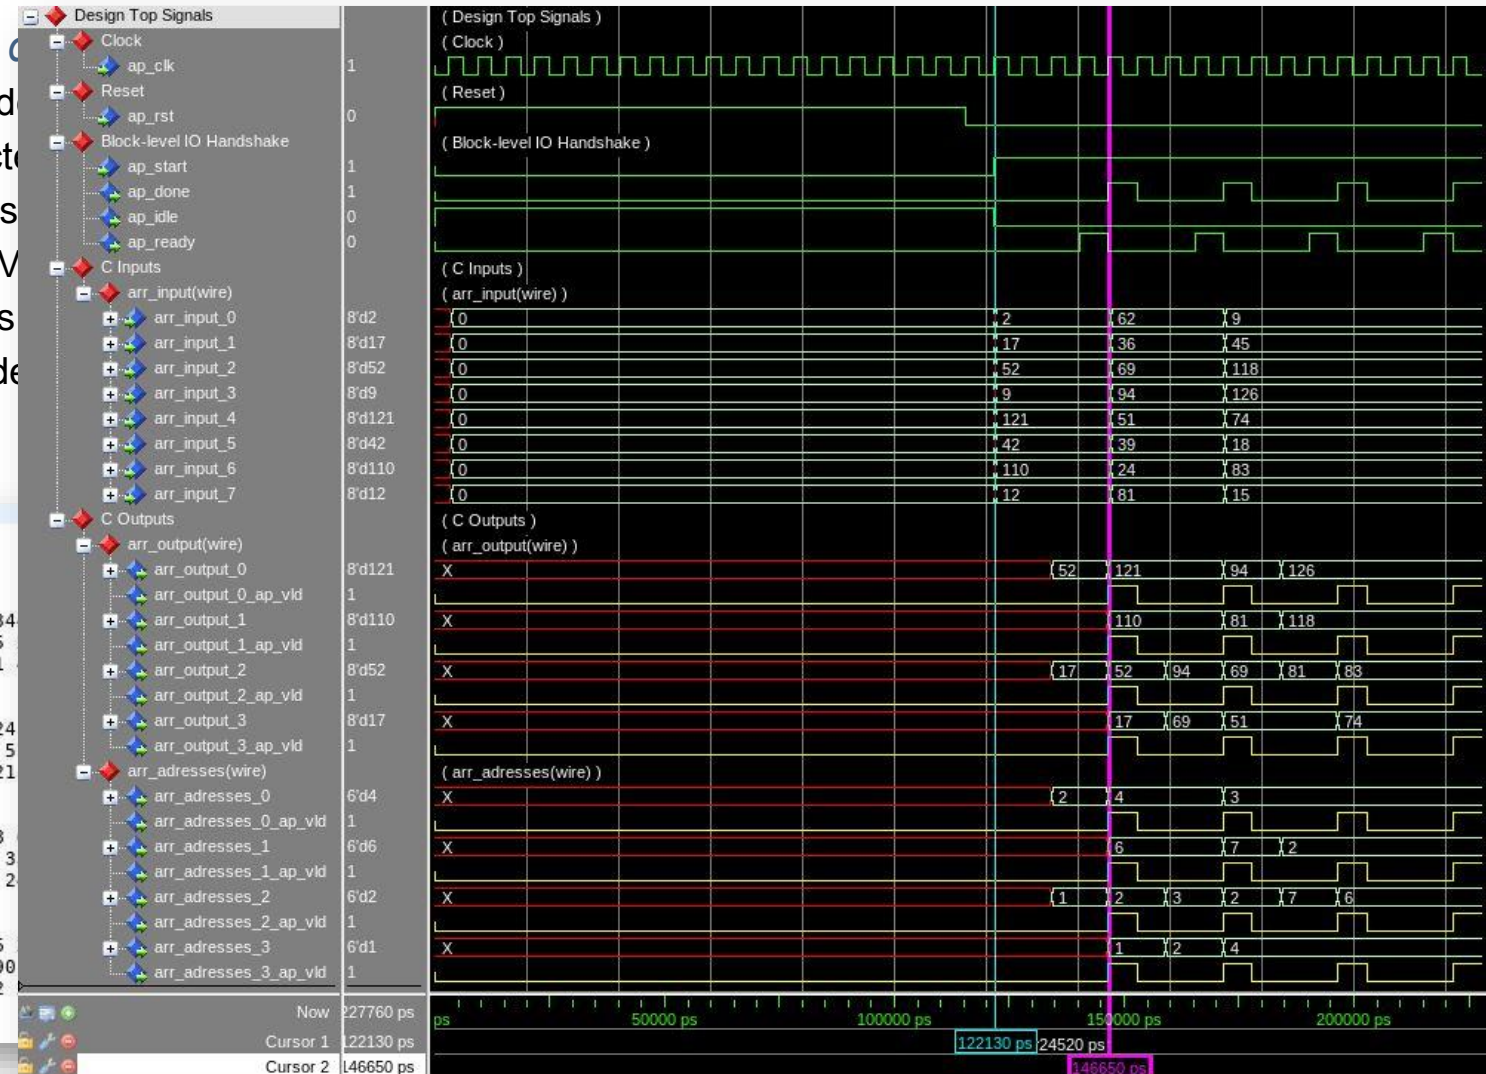 Design Top Signals
Clock
ap_clk 1
Reset
ap_rst 0
Block-level IO Handshake
ap_start 1
ap_done 1
ap_idle 0
ap_ready 0
C Inputs
arr_input(wire)
arr_input_0 8'd2
arr_input_1 8'd17
arr_input_2 8'd52
arr_input_3 8'd9
arr_input_4 8'd121
arr_input_5 8'd42
arr_input_6 8'd110
arr_input_7 8'd12
C Outputs
arr_output(wire)
arr_output_0 8'd121
arr_output_0_ap_vld 1
arr_output_1 8'd110
arr_output_1_ap_vld 1
arr_output_2 8'd52
arr_output_2_ap_vld 1
arr_output_3 8'd17
arr_output_3_ap_vld 1
arr_adresses(wire)
arr_adresses_0 6'd4
arr_adresses_0_ap_vld 1
arr_adresses_1 6'd6
arr_adresses_1_ap_vld 1
arr_adresses_2 6'd2
arr_adresses_2_ap_vld 1
arr_adresses_3 6'd1
arr_adresses_3_ap_vld 1
( Design Top Signals )
( Clock )
( Reset )
( Block-level IO Handshake )
( C Inputs )
( arr_input(wire) )
0 2 62 9
0 17 36 45
0 52 69 118
0 9 94 126
0 121 51 74
0 42 39 18
0 110 24 83
0 12 81 15
( C Outputs )
( arr_output(wire) )
X 52 121 94 126
X 110 81 118
X 17 52 94 69 81 83
X 17 69 51 74
( arr_adresses(wire) )
X 2 4 3
X 6 7 2
X 1 2 3 2 7 6
X 1 2 4
Now 227760 ps
Cursor 1 122130 ps
Cursor 2 146650 ps
ps 50000 ps 100000 ps 150000 ps 200000 ps
122130 ps 24520 ps
146650 ps